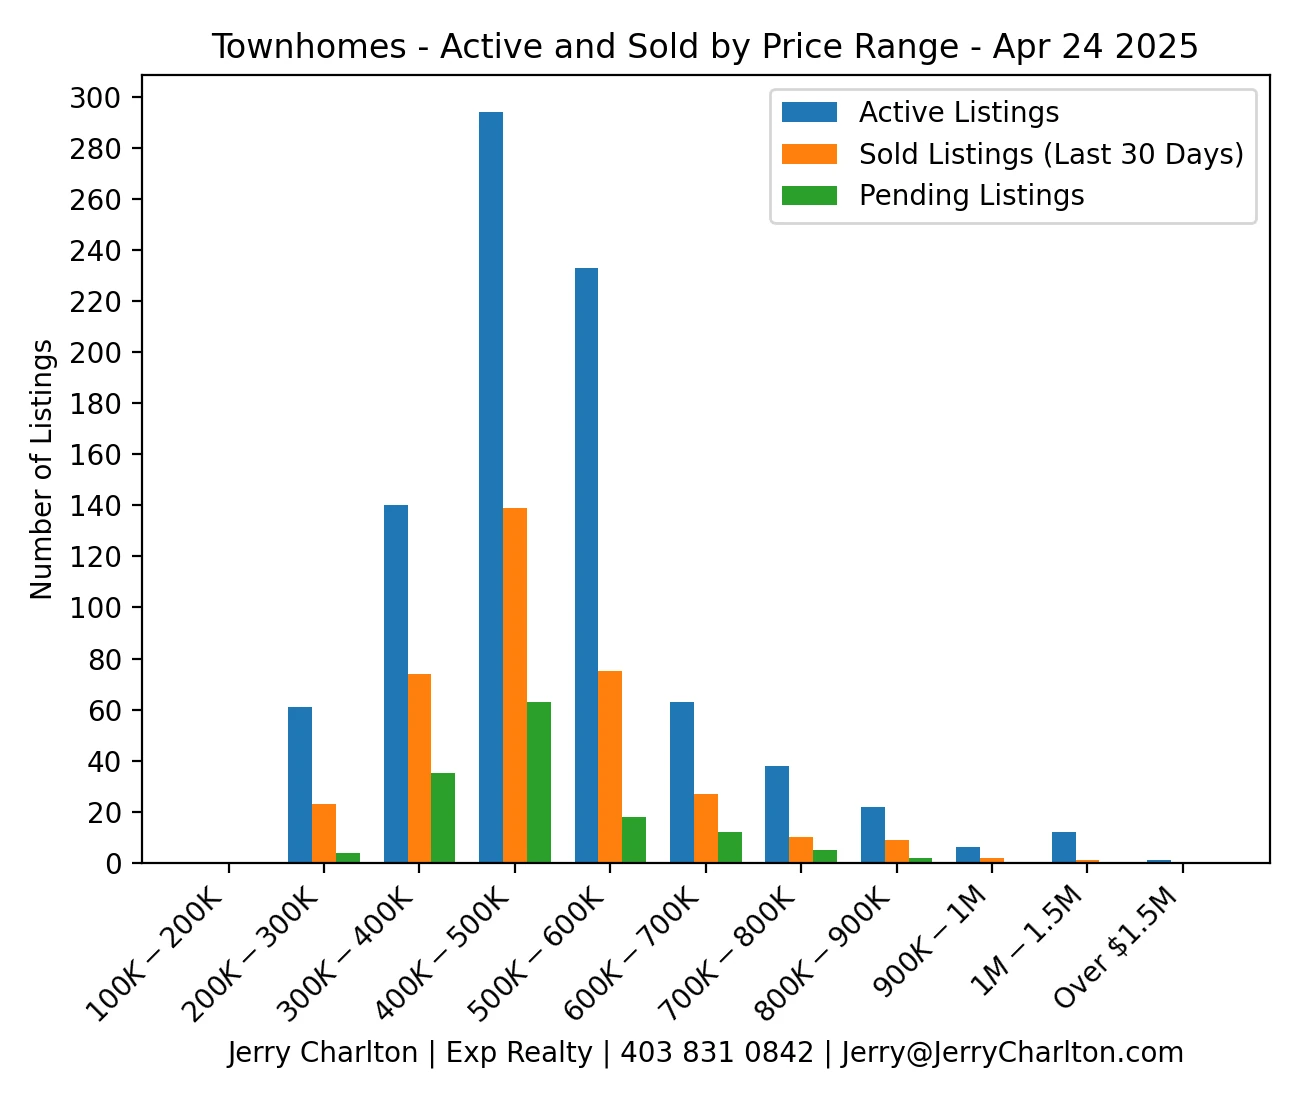 Townhomes - Active and Sold by Price Range - Apr 24 2025
Active Listings
Sold Listings (Last 30 Days)
Pending Listings
Number of Listings
300
280
260
240
220
200
180
160
140
120
100
80
60
40
20
0
100K − 200K
200K − 300K
300K − 400K
400K − 500K
500K − 600K
600K − 700K
700K − 800K
800K − 900K
900K − 1M
1M − 1.5M
Over $1.5M
Jerry Charlton | Exp Realty | 403 831 0842 | Jerry@JerryCharlton.com